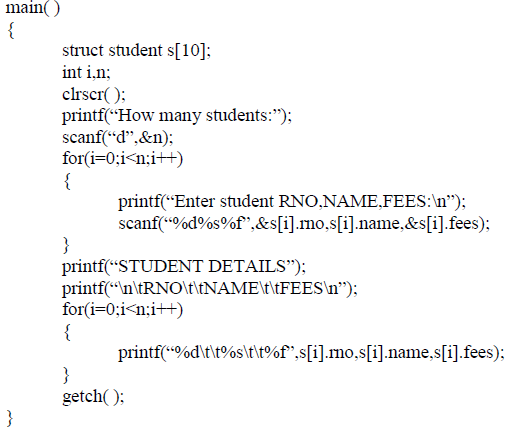 main( )
{
struct student s[10];
int i,n;
clrscr( );
printf(“How many students:”);
scanf(“d”,&n);
for(i=0;i<n;i++)
{
printf(“Enter student RNO,NAME,FEES:\n”);
scanf(“%d%s%f”,&s[i].rno,s[i].name,&s[i].fees);
}
printf(“STUDENT DETAILS”);
printf(“\n\tRNO\t\tNAME\t\tFEES\n”);
for(i=0;i<n;i++)
{
printf(“%d\t\t%s\t\t%f”,s[i].rno,s[i].name,s[i].fees);
}
getch( );
}